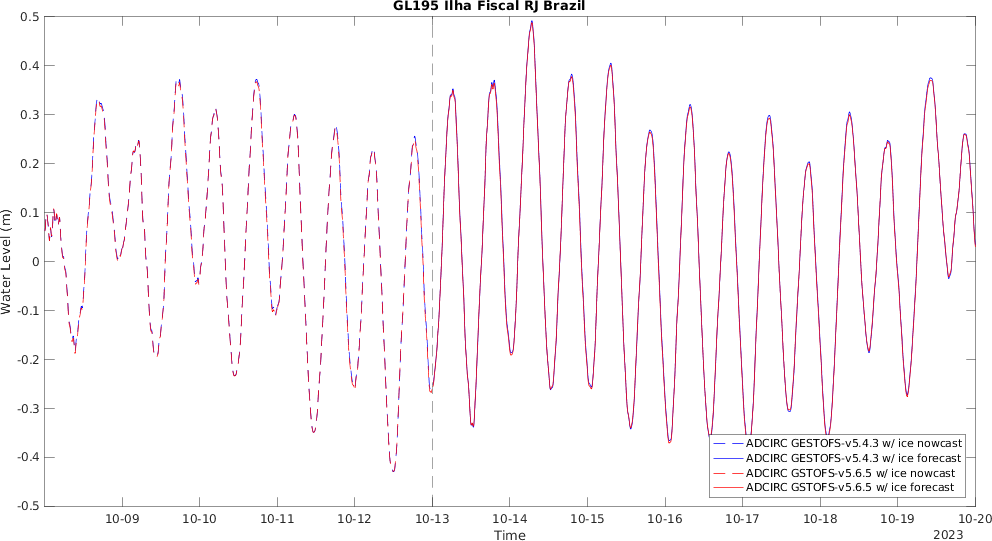 GL195 Ilha Fiscal RJ Brazil
0.5
0.4
0.3
0.2
0.1
0
-0.1
-0.2
-0.3
-0.4
-0.5
Water Level (m)
ADCIRC GESTOFS-v5.4.3 w/ ice nowcast
ADCIRC GESTOFS-v5.4.3 w/ ice forecast
ADCIRC GSTOFS-v5.6.5 w/ ice nowcast
ADCIRC GSTOFS-v5.6.5 w/ ice forecast
10-09 10-10 10-11 10-12 10-13 10-14 10-15 10-16 10-17 10-18 10-19 10-20
Time
2023